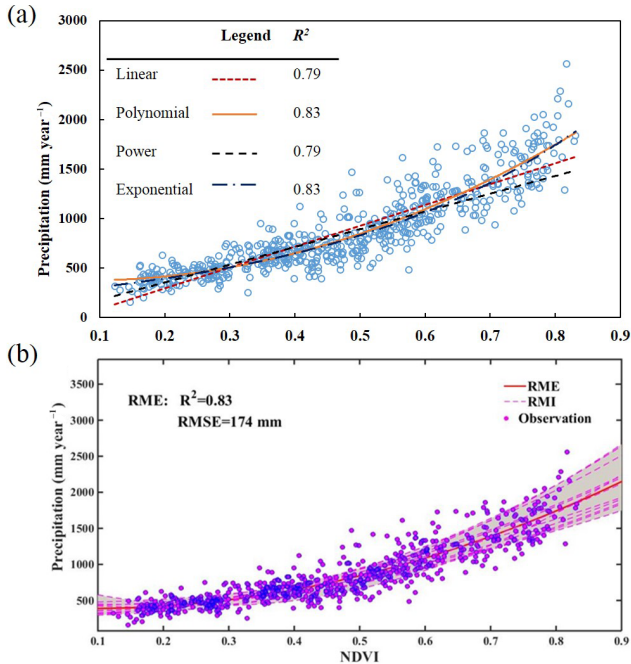 (a)
3000
2500
2000
1500
1000
500
0
Precipitation (mm year⁻¹)
Legend R²
Linear 0.79
Polynomial 0.83
Power 0.79
Exponential 0.83
0.1 0.2 0.3 0.4 0.5 0.6 0.7 0.8 0.9
(b)
3500
3000
2500
2000
1500
1000
500
Precipitation (mm year⁻¹)
RME: R²=0.83
RMSE=174 mm
RME
RMI
Observation
0.1 0.2 0.3 0.4 0.5 0.6 0.7 0.8 0.9
NDVI